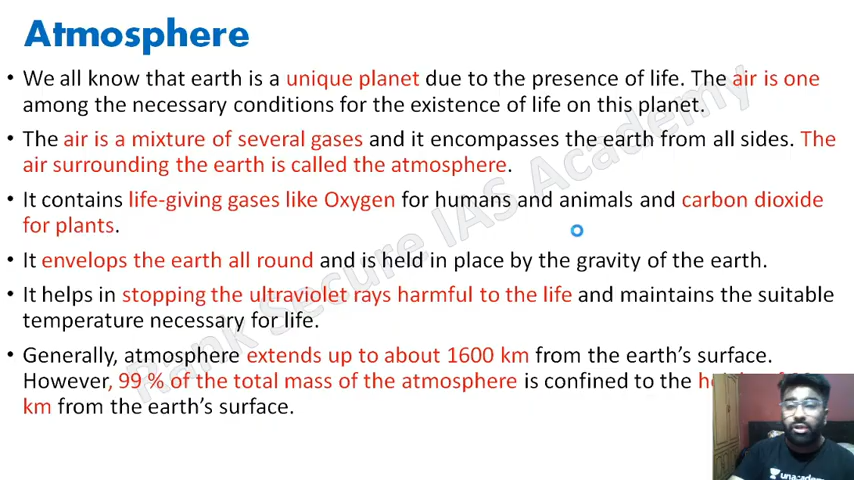 Atmosphere
• We all know that earth is a unique planet due to the presence of life. The air is one
among the necessary conditions for the existence of life on this planet.
• The air is a mixture of several gases and it encompasses the earth from all sides. The
air surrounding the earth is called the atmosphere.
• It contains life-giving gases like Oxygen for humans and animals and carbon dioxide
for plants.
• It envelops the earth all round and is held in place by the gravity of the earth.
• It helps in stopping the ultraviolet rays harmful to the life and maintains the suitable
temperature necessary for life.
• Generally, atmosphere extends up to about 1600 km from the earth's surface.
However, 99 % of the total mass of the atmosphere is confined to the
km from the earth's surface.
Rank Secure IAS Academy
unacademy